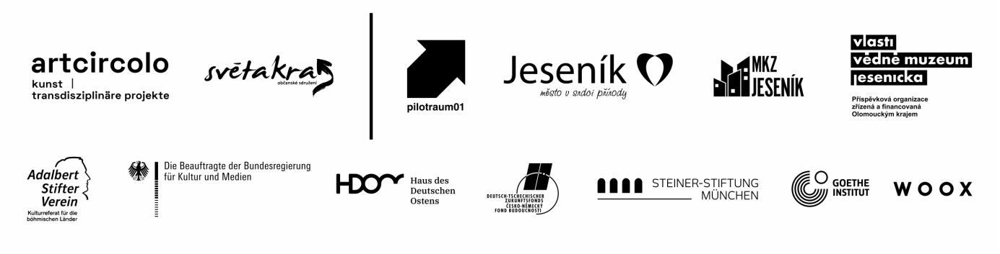 artcircolo
kunst |
transdisziplinäre projekte
světakraj
občanské sdružení
pilotraum01
Jeseník
město v srdci přírody
MKZ
JESENÍK
vlasti
vědné muzeum
jesenicka
Příspěvková organizace
zřízená a financovaná
Olomouckým krajem
Adalbert
Stifter
Verein
Kulturreferat für die
böhmischen Länder
Die Beauftragte der Bundesregierung
für Kultur und Medien
HDO
Haus des
Deutschen
Ostens
DEUTSCH-TSCHECHISCHER
ZUKUNFTSFONDS
ČESKO-NĚMECKÝ
FOND BUDOUCNOSTI
STEINER-STIFTUNG
MÜNCHEN
GOETHE
INSTITUT
WOOX